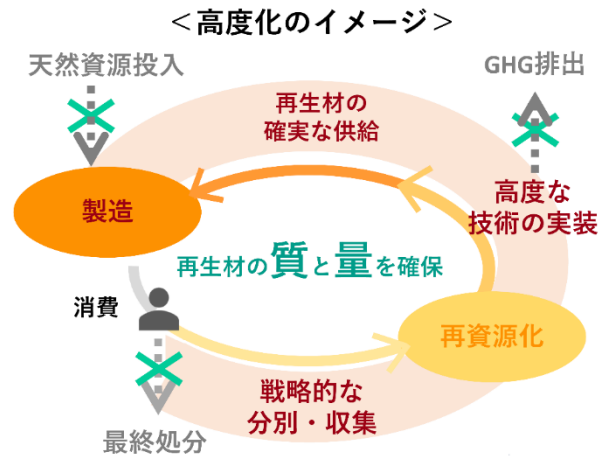 ＜高度化のイメージ＞
天然資源投入
GHG排出
再生材の
確実な供給
製造
高度な
技術の実装
再生材の質と量を確保
消費
再資源化
戦略的な
分別・収集
最終処分